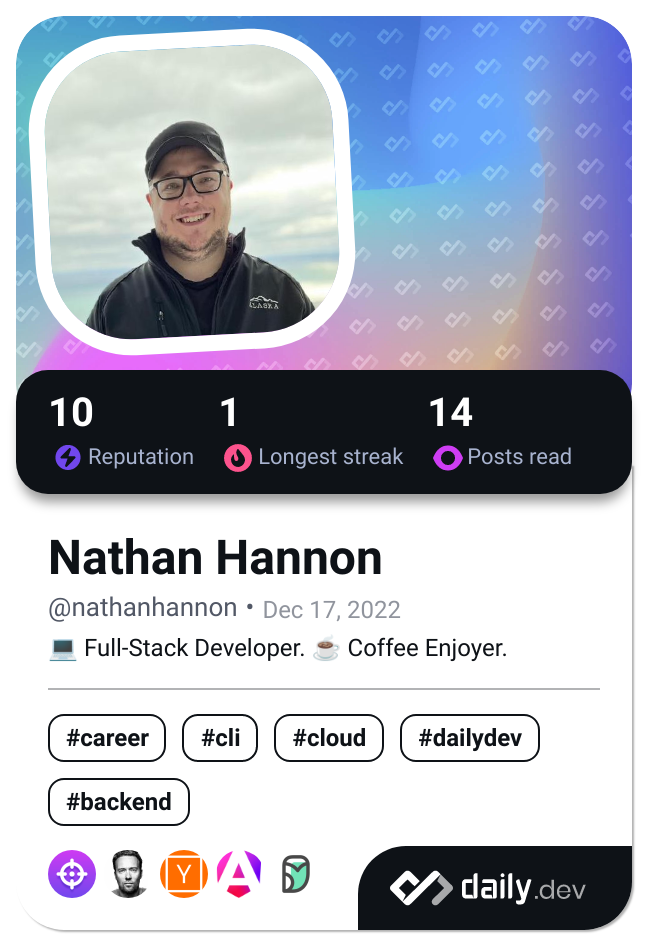 ALASKA
10 1 14
Reputation Longest streak Posts read
Nathan Hannon
@nathanhannon • Dec 17, 2022
💻 Full-Stack Developer. ☕ Coffee Enjoyer.
#career #cli #cloud #dailydev
#backend
Y
daily.dev